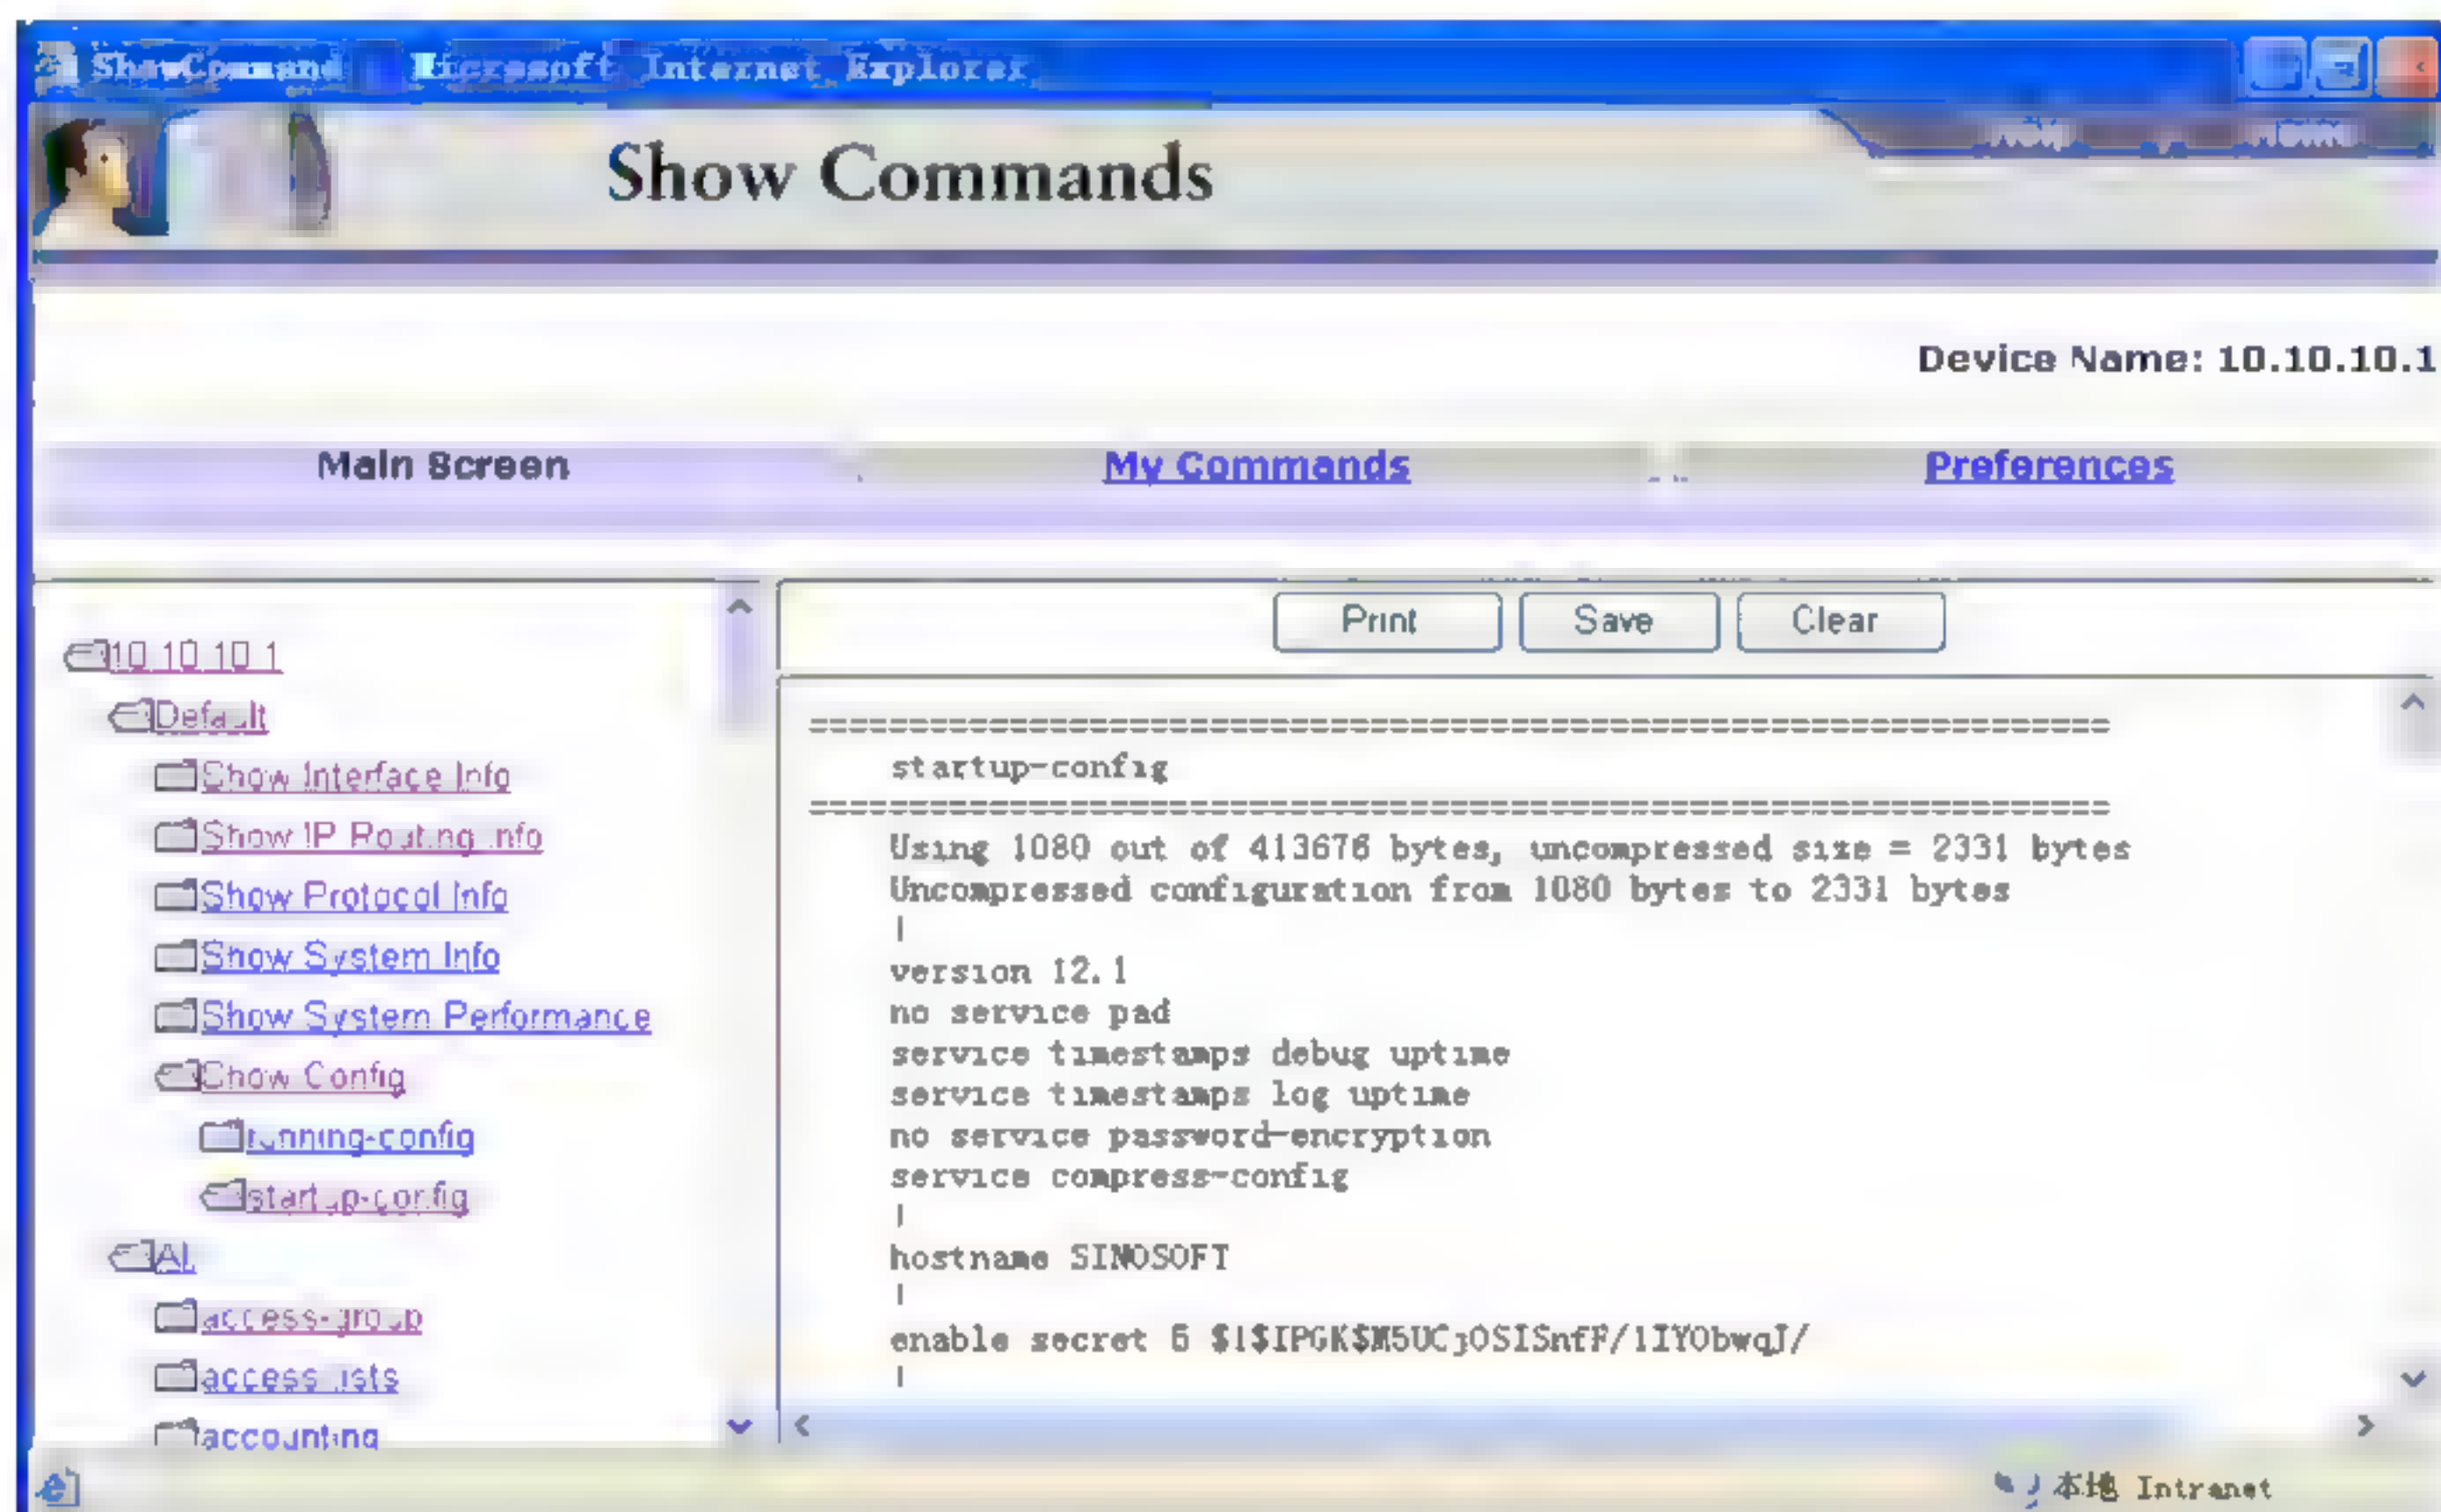 ShowCommand Microsoft Internet Explorer
Show Commands
Device Name: 10.10.10.1
Main Screen
My Commands
Preferences
10.10.10.1
Default
Show Interface Info
Show IP Routing Info
Show Protocol Info
Show System Info
Show System Performance
Show Config
running-config
startup-config
All
access-group
access lists
accounting
Print Save Clear
=================================================================
startup-config
=================================================================
Using 1080 out of 413676 bytes, uncompressed size = 2331 bytes
Uncompressed configuration from 1080 bytes to 2331 bytes
!
version 12.1
no service pad
service timestamps debug uptime
service timestamps log uptime
no service password-encryption
service compress-config
!
hostname SINOSOFT
!
enable secret 5
!
本地 Intranet